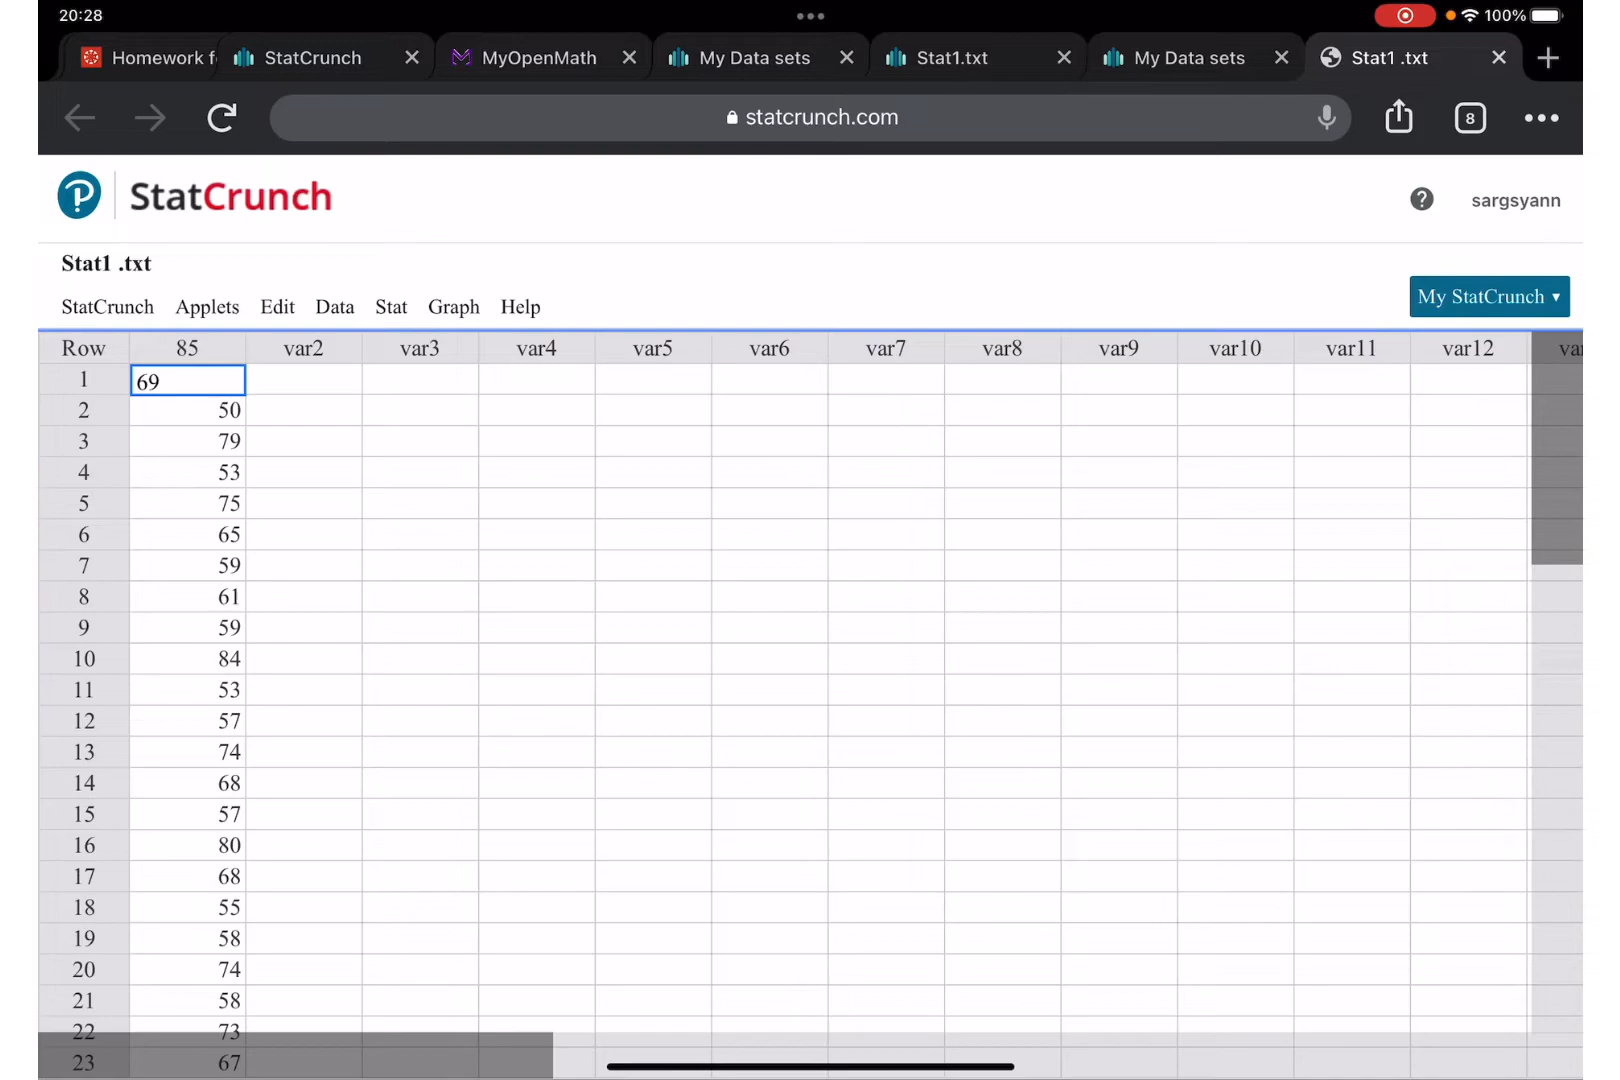 20:28
100%
Homework f
StatCrunch
MyOpenMath
My Data sets
Stat1.txt
My Data sets
Stat1 .txt
statcrunch.com
8
StatCrunch
sargsyann
Stat1 .txt
StatCrunch Applets Edit Data Stat Graph Help
My StatCrunch
Row 85 var2 var3 var4 var5 var6 var7 var8 var9 var10 var11 var12 va
1 69
2 50
3 79
4 53
5 75
6 65
7 59
8 61
9 59
10 84
11 53
12 57
13 74
14 68
15 57
16 80
17 68
18 55
19 58
20 74
21 58
22 73
23 67